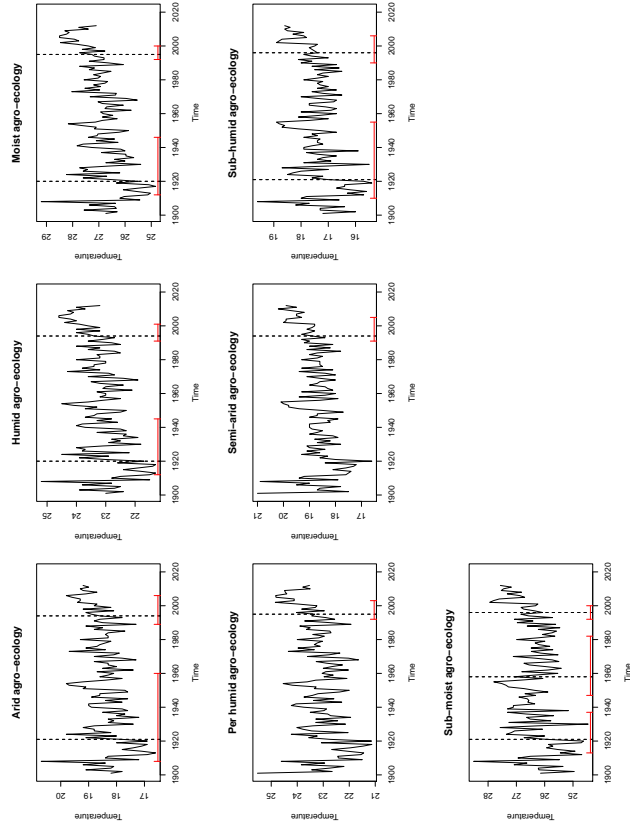 Arid agro−ecology
Temperature
20
19
18
17
1900 1920 1940 1960 1980 2000 2020
Time
Humid agro−ecology
Temperature
25
24
23
22
1900 1920 1940 1960 1980 2000 2020
Time
Moist agro−ecology
Temperature
29
28
27
26
25
1900 1920 1940 1960 1980 2000 2020
Time
Per humid agro−ecology
Temperature
25
24
23
22
21
1900 1920 1940 1960 1980 2000 2020
Time
Semi−arid agro−ecology
Temperature
21
20
19
18
17
1900 1920 1940 1960 1980 2000 2020
Time
Sub−humid agro−ecology
Temperature
19
18
17
16
1900 1920 1940 1960 1980 2000 2020
Time
Sub−moist agro−ecology
Temperature
28
27
26
25
1900 1920 1940 1960 1980 2000 2020
Time